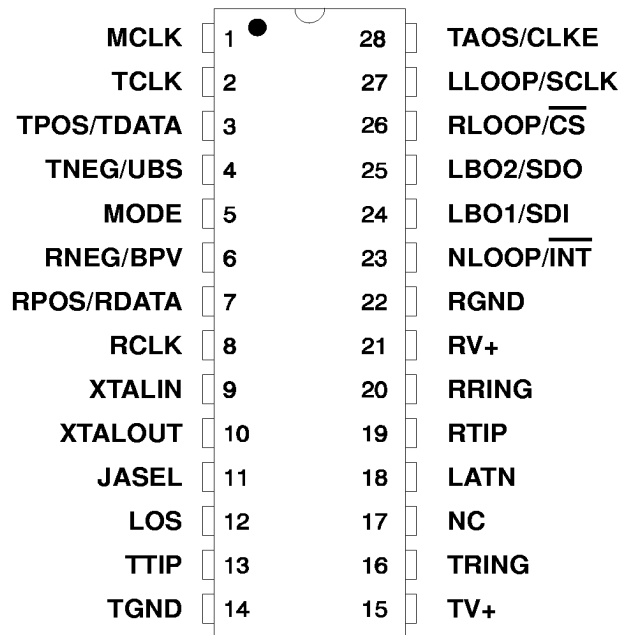 MCLK 1 28 TAOS/CLKE
TCLK 2 27 LLOOP/SCLK
TPOS/TDATA 3 26 RLOOP/C̅S̅
TNEG/UBS 4 25 LBO2/SDO
MODE 5 24 LBO1/SDI
RNEG/BPV 6 23 NLOOP/I̅N̅T̅
RPOS/RDATA 7 22 RGND
RCLK 8 21 RV+
XTALIN 9 20 RRING
XTALOUT 10 19 RTIP
JASEL 11 18 LATN
LOS 12 17 NC
TTIP 13 16 TRING
TGND 14 15 TV+